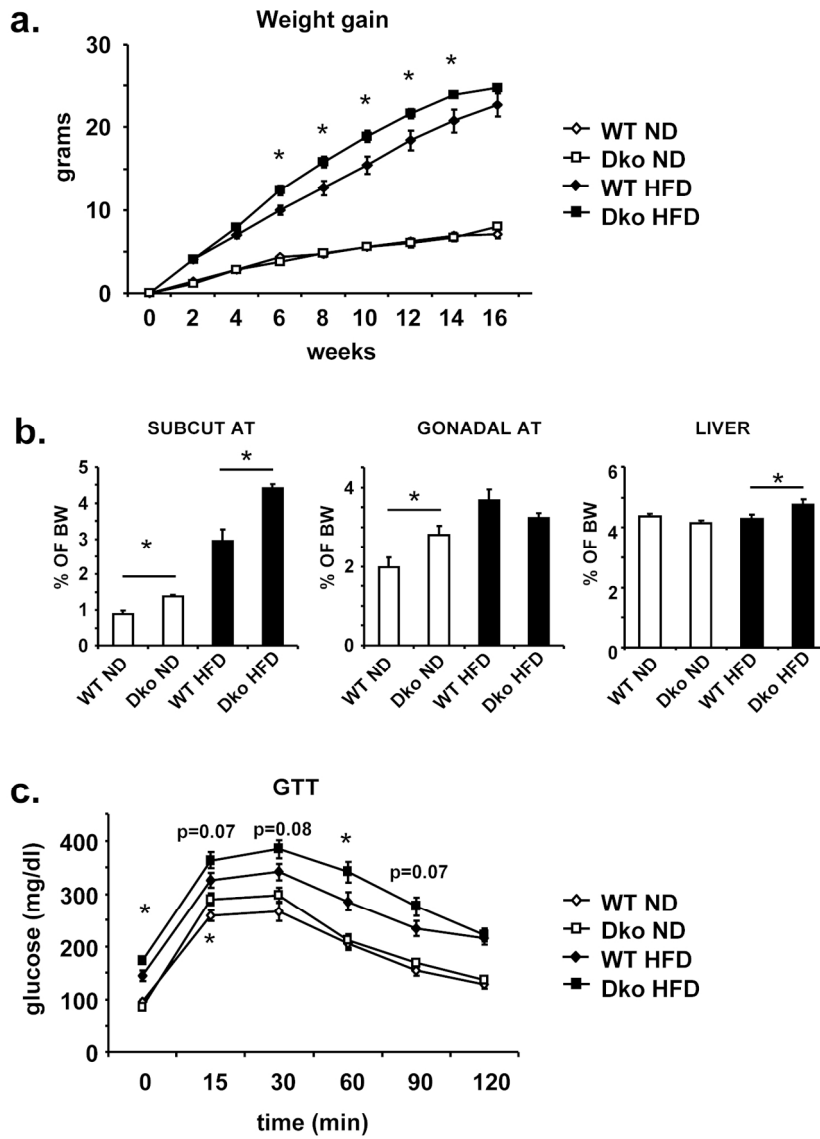 a.
Weight gain
30
20
10
0
grams
* * * * * *
0 2 4 6 8 10 12 14 16
weeks
WT ND
Dko ND
WT HFD
Dko HFD
b.
SUBCUT AT
5
4
3
2
1
0
% OF BW
*
*
WT ND
Dko ND
WT HFD
Dko HFD
GONADAL AT
4
2
0
% OF BW
*
WT ND
Dko ND
WT HFD
Dko HFD
LIVER
6
4
2
0
% OF BW
*
WT ND
Dko ND
WT HFD
Dko HFD
c.
GTT
400
300
200
100
0
glucose (mg/dl)
*
p=0.07
p=0.08
*
p=0.07
*
0 15 30 60 90 120
time (min)
WT ND
Dko ND
WT HFD
Dko HFD